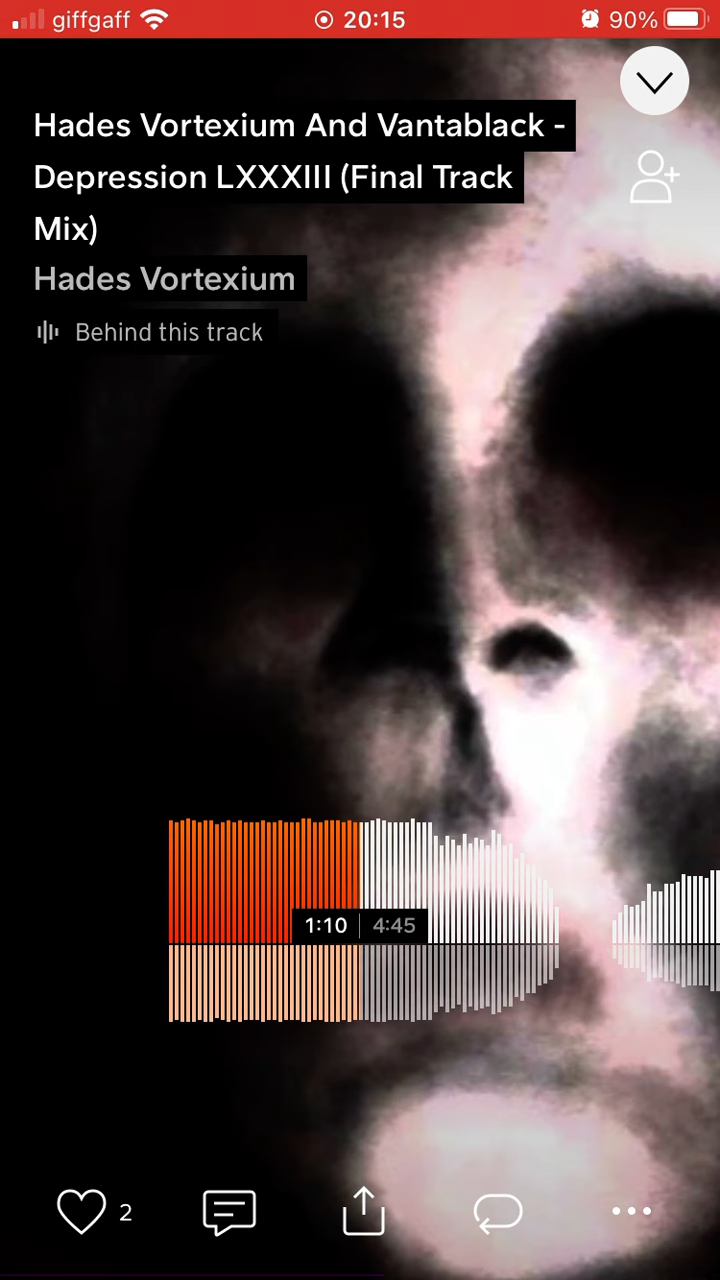 giffgaff 20:15 90%
Hades Vortexium And Vantablack -
Depression LXXXIII (Final Track
Mix)
Hades Vortexium
Behind this track
1:10 4:45
2